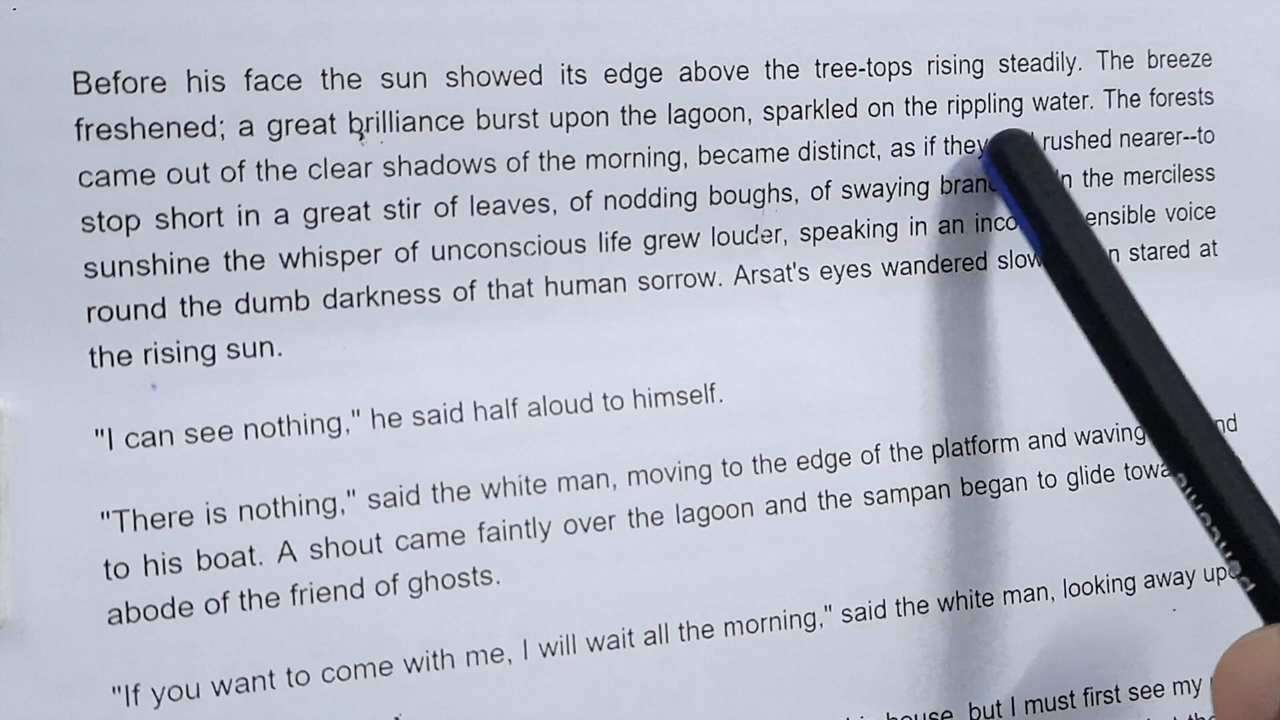 Before his face the sun showed its edge above the tree-tops rising steadily. The breeze
freshened; a great brilliance burst upon the lagoon, sparkled on the rippling water. The forests
came out of the clear shadows of the morning, became distinct, as if they rushed nearer--to
stop short in a great stir of leaves, of nodding boughs, of swaying the merciless
sunshine the whisper of unconscious life grew louder, speaking in an voice
round the dumb darkness of that human sorrow. Arsat's eyes wandered stared at
the rising sun.
"I can see nothing," he said half aloud to himself.
"There is nothing," said the white man, moving to the edge of the platform and waving
to his boat. A shout came faintly over the lagoon and the sampan began to glide
abode of the friend of ghosts.
"If you want to come with me, I will wait all the morning," said the white man, looking away
house, but I must first see my